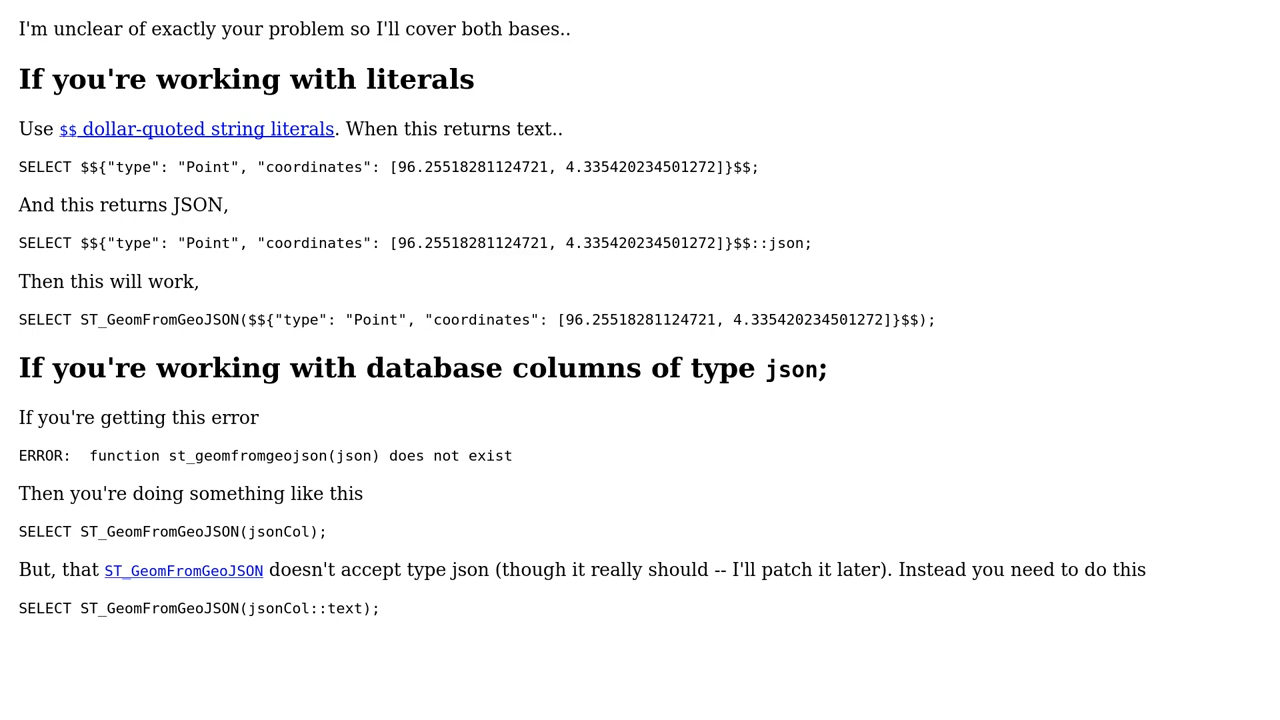 I'm unclear of exactly your problem so I'll cover both bases..
If you're working with literals
Use $$ dollar-quoted string literals. When this returns text..
SELECT $${"type": "Point", "coordinates": [96.25518281124721, 4.335420234501272]}$$;
And this returns JSON,
SELECT $${"type": "Point", "coordinates": [96.25518281124721, 4.335420234501272]}$$::json;
Then this will work,
SELECT ST_GeomFromGeoJSON($${"type": "Point", "coordinates": [96.25518281124721, 4.335420234501272]}$$);
If you're working with database columns of type json;
If you're getting this error
ERROR:  function st_geomfromgeojson(json) does not exist
Then you're doing something like this
SELECT ST_GeomFromGeoJSON(jsonCol);
But, that ST_GeomFromGeoJSON doesn't accept type json (though it really should -- I'll patch it later). Instead you need to do this
SELECT ST_GeomFromGeoJSON(jsonCol::text);